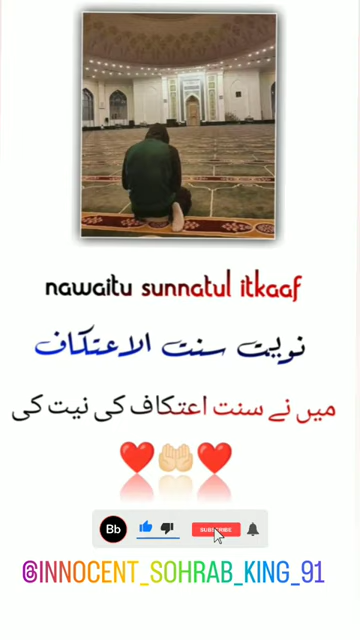 nawaitu sunnatul itkaaf
نویت سنت الاعتکاف
میں نے سنت اعتکاف کی نیت کی
Bb SUBSCRIBE
@INNOCENT_SOHRAB_KING_91